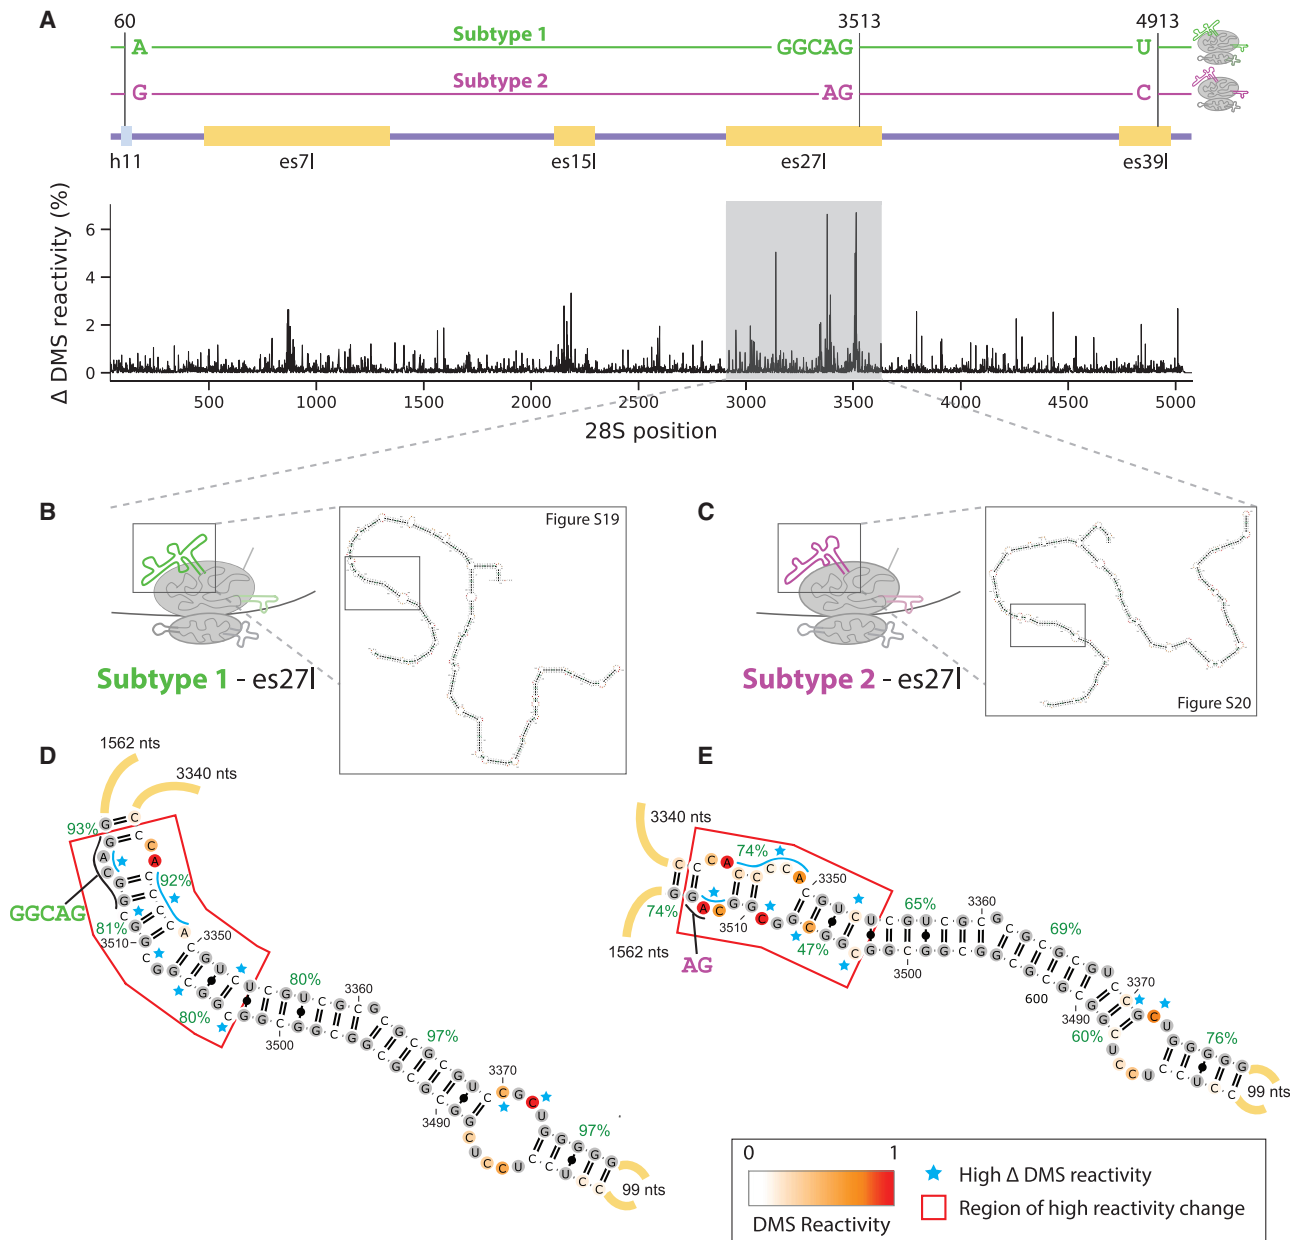 A
60
3513
4913
A
Subtype 1
GGCAG
U
G
Subtype 2
AG
C
h11
es7l
es15l
es27l
es39l
Δ DMS reactivity (%)
6
4
2
0
500
1000
1500
2000
2500
3000
3500
4000
4500
5000
28S position
B
Figure S19
Subtype 1 - es27l
C
Figure S20
Subtype 2 - es27l
D
1562 nts
3340 nts
93%
92%
GGCAG
81%
3510
3350
80%
80%
3360
3500
97%
3370
3490
97%
99 nts
E
3340 nts
74%
3350
74%
1562 nts
AG
3510
47%
65%
3360
3500
69%
600
3370
3490
60%
76%
99 nts
0
1
DMS Reactivity
High Δ DMS reactivity
Region of high reactivity change